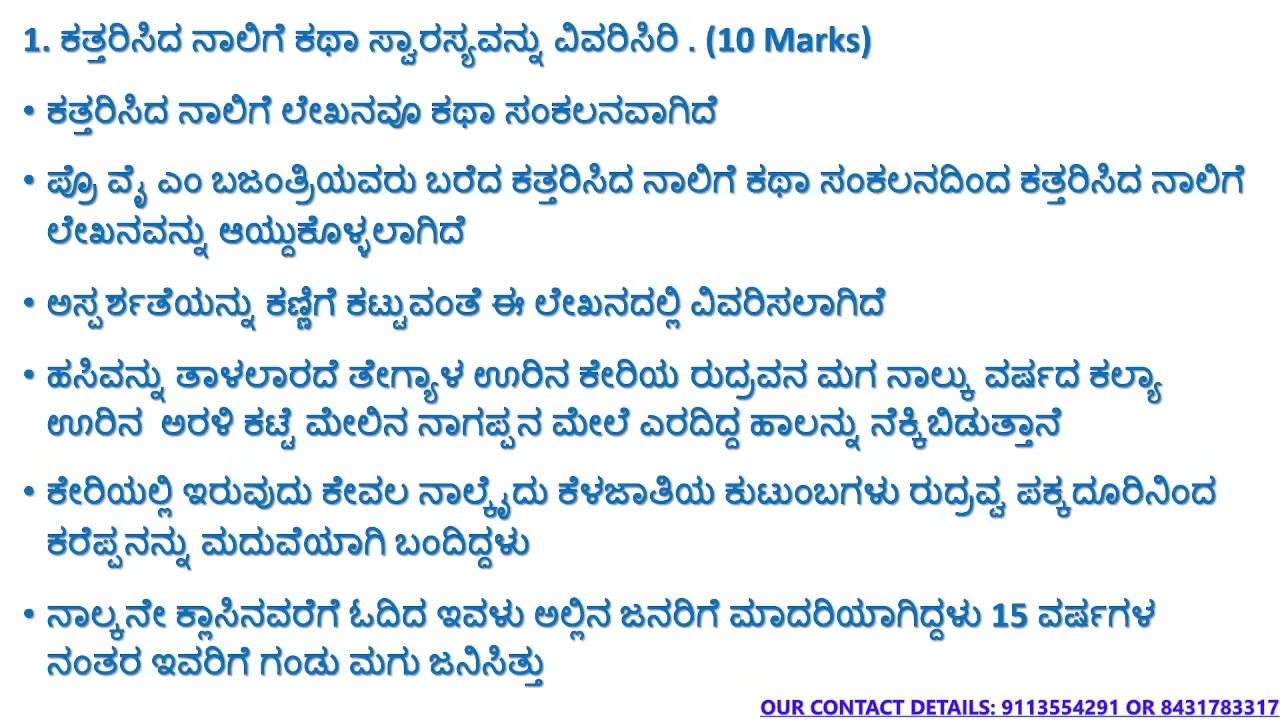 1. ಕತ್ತರಿಸಿದ ನಾಲಿಗೆ ಕಥಾ ಸ್ವಾರಸ್ಯವನ್ನು ವಿವರಿಸಿರಿ . (10 Marks)
• ಕತ್ತರಿಸಿದ ನಾಲಿಗೆ ಲೇಖನವೂ ಕಥಾ ಸಂಕಲನವಾಗಿದೆ
• ಪ್ರೊ ವೈ ಎಂ ಬಜಂತ್ರಿಯವರು ಬರೆದ ಕತ್ತರಿಸಿದ ನಾಲಿಗೆ ಕಥಾ ಸಂಕಲನದಿಂದ ಕತ್ತರಿಸಿದ ನಾಲಿಗೆ
ಲೇಖನವನ್ನು ಆಯ್ದುಕೊಳ್ಳಲಾಗಿದೆ
• ಅಸ್ಪರ್ಶತೆಯನ್ನು ಕಣ್ಣಿಗೆ ಕಟ್ಟುವಂತೆ ಈ ಲೇಖನದಲ್ಲಿ ವಿವರಿಸಲಾಗಿದೆ
• ಹಸಿವನ್ನು ತಾಳಲಾರದೆ ತೇಗ್ಯಾಳ ಊರಿನ ಕೇರಿಯ ರುದ್ರವನ ಮಗ ನಾಲ್ಕು ವರ್ಷದ ಕಲ್ಯಾ
ಊರಿನ ಅರಳಿ ಕಟ್ಟೆ ಮೇಲಿನ ನಾಗಪ್ಪನ ಮೇಲೆ ಎರದಿದ್ದ ಹಾಲನ್ನು ನೆಕ್ಕಿಬಿಡುತ್ತಾನೆ
• ಕೇರಿಯಲ್ಲಿ ಇರುವುದು ಕೇವಲ ನಾಲ್ಕೈದು ಕೆಳಜಾತಿಯ ಕುಟುಂಬಗಳು ರುದ್ರವ್ವ ಪಕ್ಕದೂರಿನಿಂದ
ಕರೆಪ್ಪನನ್ನು ಮದುವೆಯಾಗಿ ಬಂದಿದ್ದಳು
• ನಾಲ್ಕನೇ ಕ್ಲಾಸಿನವರೆಗೆ ಓದಿದ ಇವಳು ಅಲ್ಲಿನ ಜನರಿಗೆ ಮಾದರಿಯಾಗಿದ್ದಳು 15 ವರ್ಷಗಳ
ನಂತರ ಇವರಿಗೆ ಗಂಡು ಮಗು ಜನಿಸಿತ್ತು
OUR CONTACT DETAILS: 9113554291 OR 8431783317